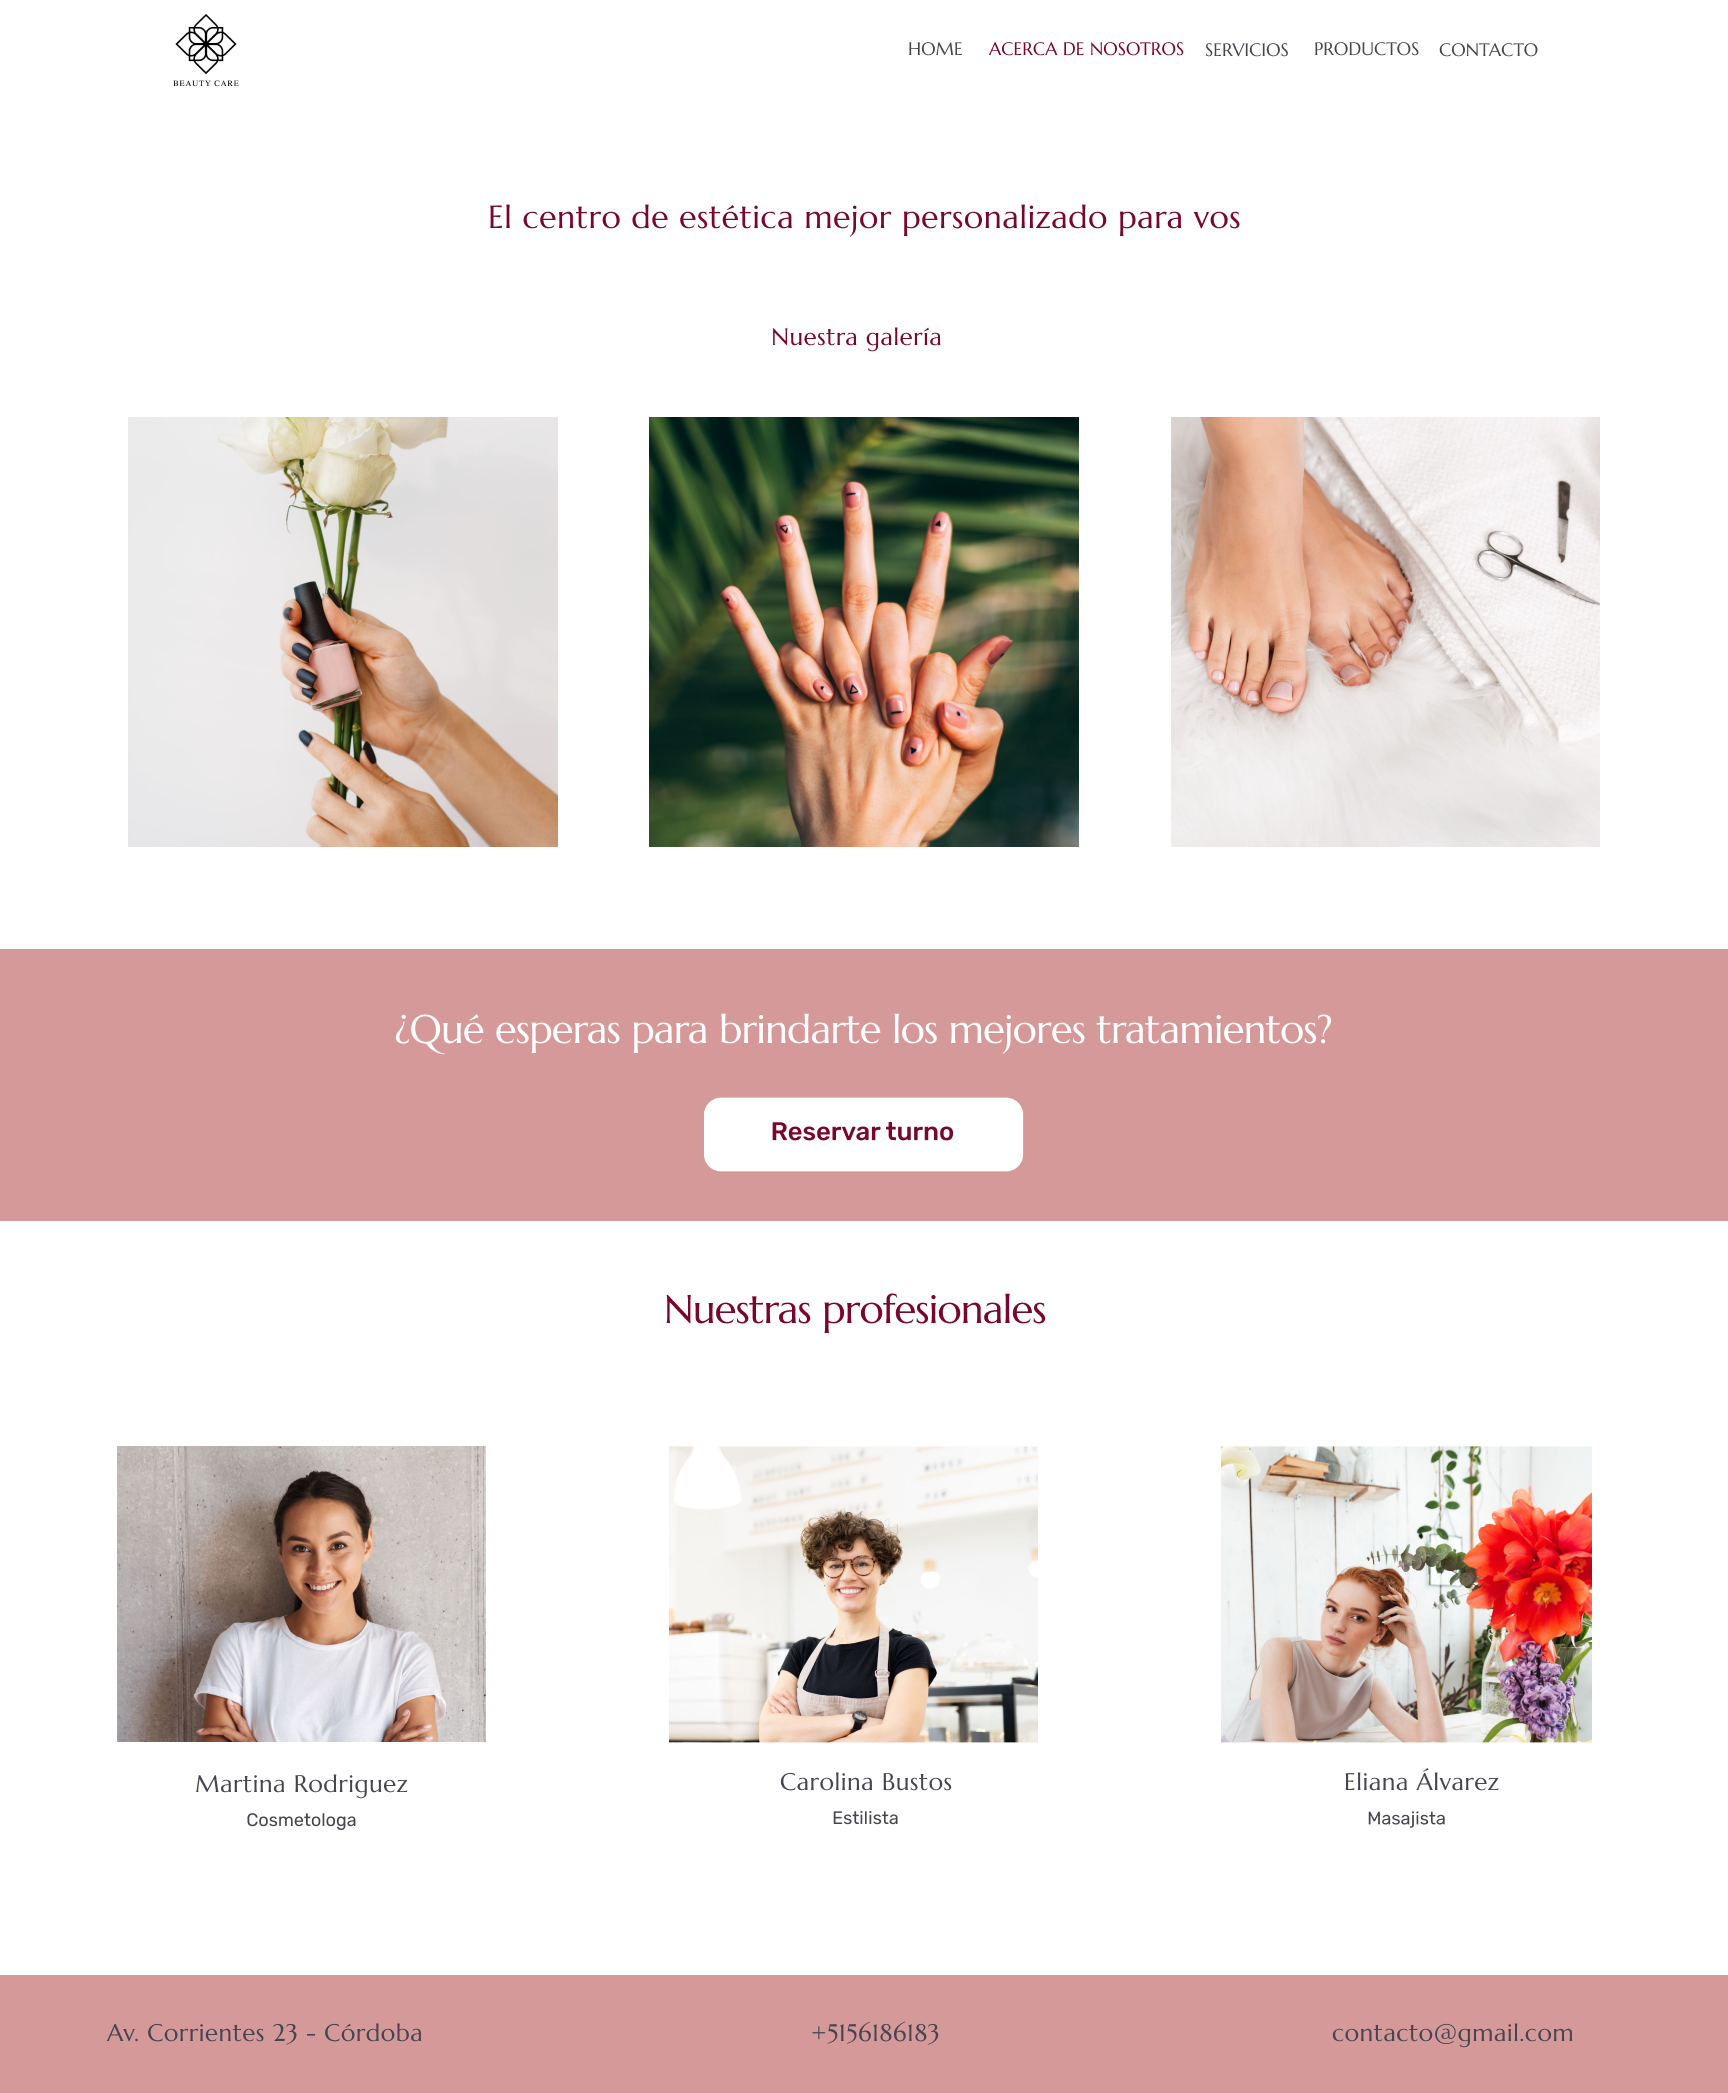 BEAUTY CARE
HOME ACERCA DE NOSOTROS SERVICIOS PRODUCTOS CONTACTO
El centro de estética mejor personalizado para vos
Nuestra galería
¿Qué esperas para brindarte los mejores tratamientos?
Reservar turno
Nuestras profesionales
Martina Rodriguez
Cosmetologa
Carolina Bustos
Estilista
Eliana Álvarez
Masajista
Av. Corrientes 23 - Córdoba
+5156186183
contacto@gmail.com